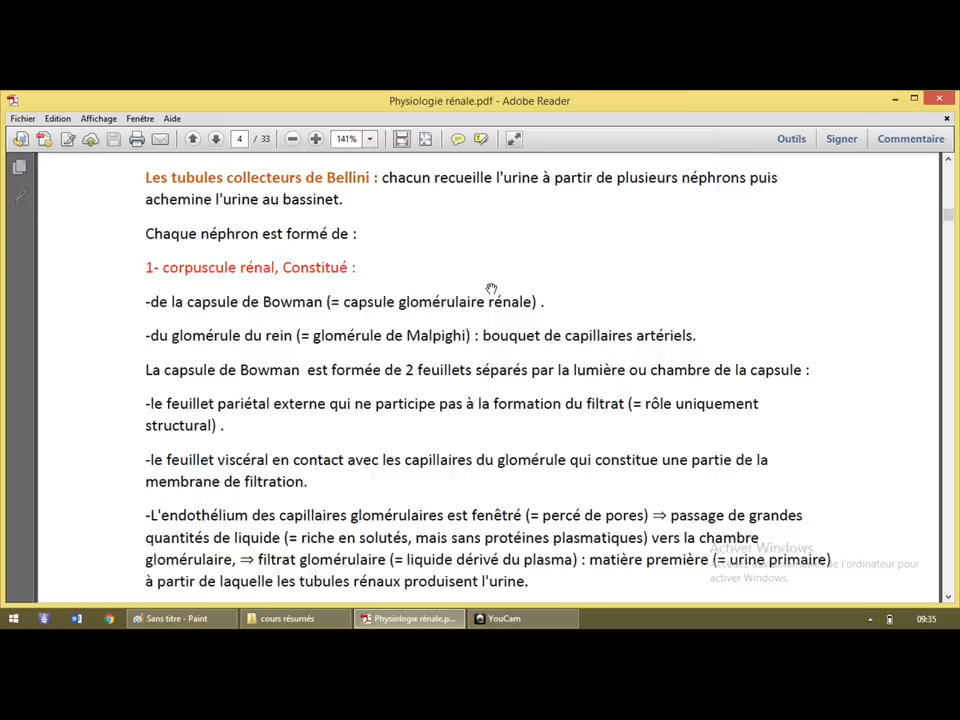 Physiologie rénale.pdf - Adobe Reader
Fichier Edition Affichage Fenêtre Aide
4 / 33 141% Outils Signer Commentaire
Les tubules collecteurs de Bellini : chacun recueille l'urine à partir de plusieurs néphrons puis
achemine l'urine au bassinet.
Chaque néphron est formé de :
1- corpuscule rénal, Constitué :
-de la capsule de Bowman (= capsule glomérulaire rénale) .
-du glomérule du rein (= glomérule de Malpighi) : bouquet de capillaires artériels.
La capsule de Bowman est formée de 2 feuillets séparés par la lumière ou chambre de la capsule :
-le feuillet pariétal externe qui ne participe pas à la formation du filtrat (= rôle uniquement
structural) .
-le feuillet viscéral en contact avec les capillaires du glomérule qui constitue une partie de la
membrane de filtration.
-L'endothélium des capillaires glomérulaires est fenêtré (= percé de pores) ⇒ passage de grandes
quantités de liquide (= riche en solutés, mais sans protéines plasmatiques) vers la chambre
glomérulaire, ⇒ filtrat glomérulaire (= liquide dérivé du plasma) : matière première (= urine primaire)
à partir de laquelle les tubules rénaux produisent l'urine.
Activer Windows
de l'ordinateur pour
activer Windows.
Sans titre - Paint cours résumés Physiologie rénale.p... YouCam 09:35